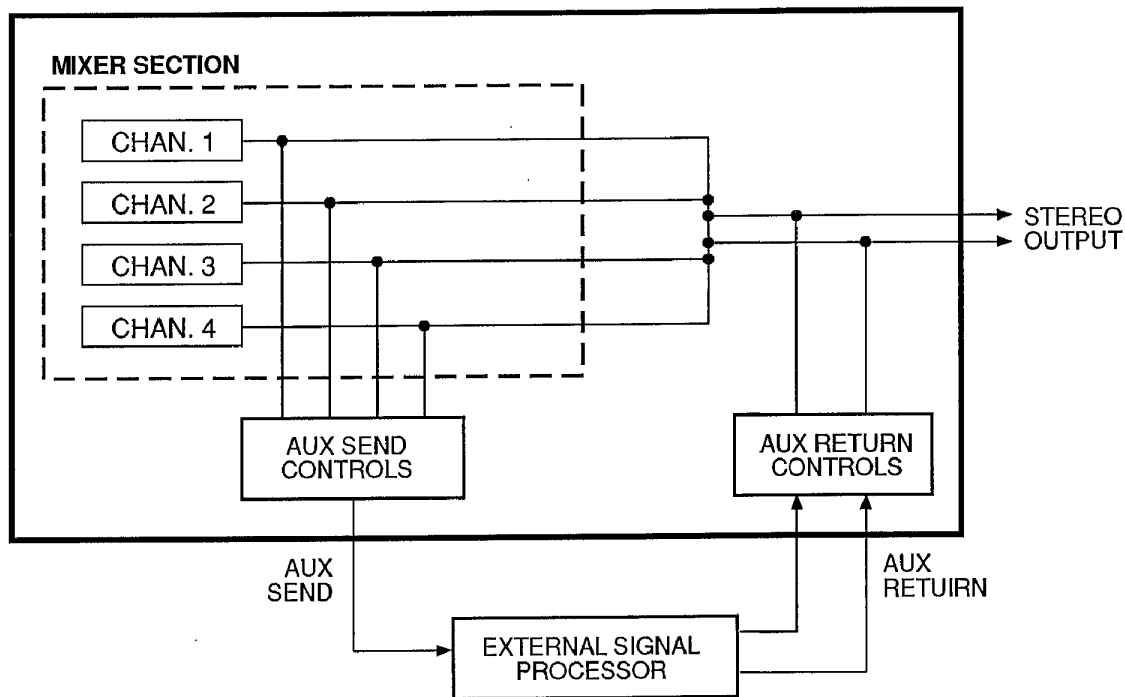 MIXER SECTION
CHAN. 1
CHAN. 2
CHAN. 3
CHAN. 4
STEREO
OUTPUT
AUX SEND
CONTROLS
AUX RETURN
CONTROLS
AUX
SEND
AUX
RETUIRN
EXTERNAL SIGNAL
PROCESSOR